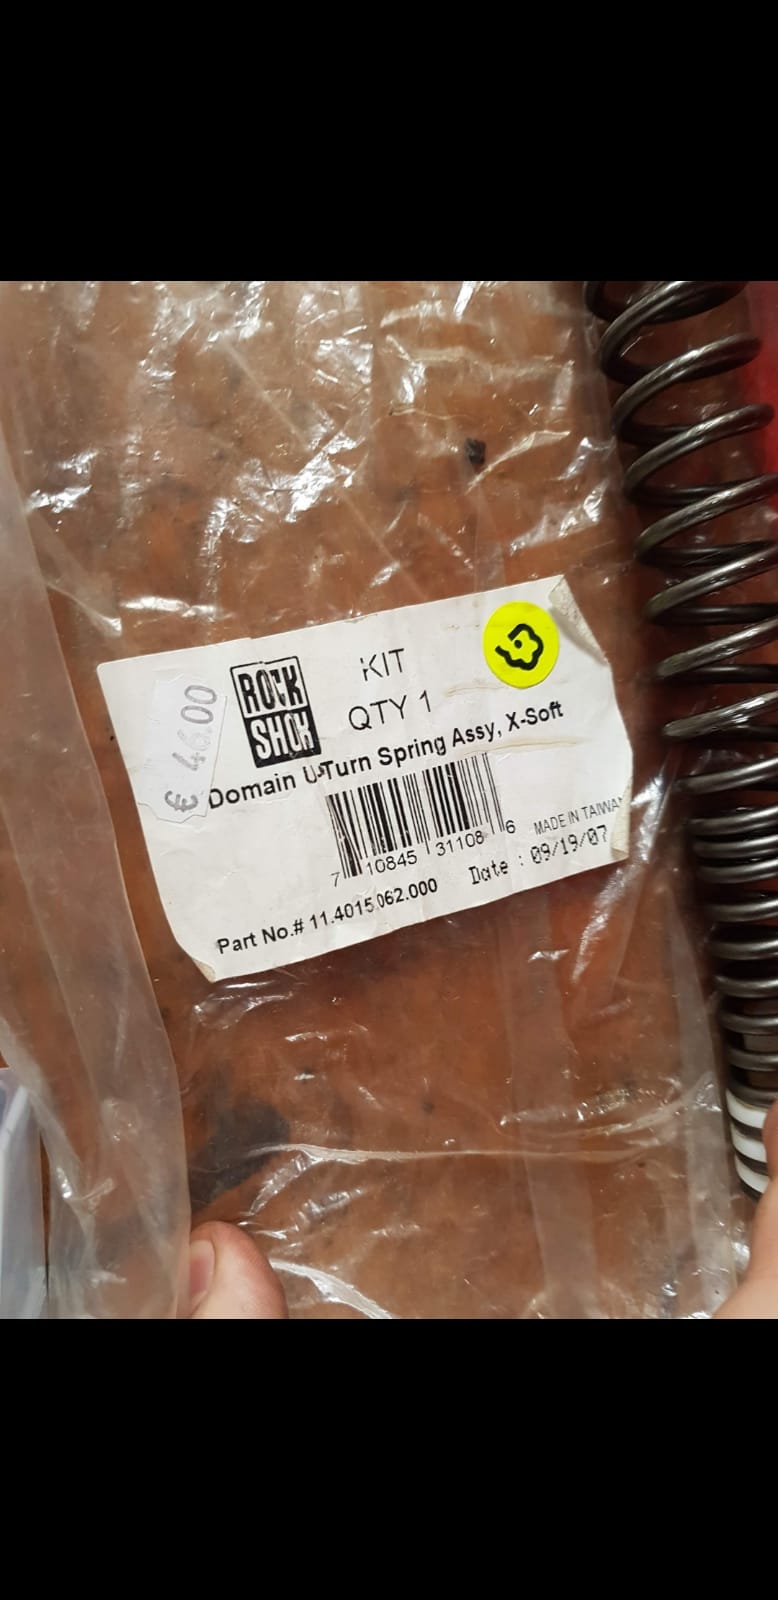 ROCK
SHOX
KIT
QTY 1
€ 46.00
Domain U-Turn Spring Assy, X-Soft
7 10845 31108 6
MADE IN TAIWAN
Date : 09/19/07
Part No.# 11.4015.062.000